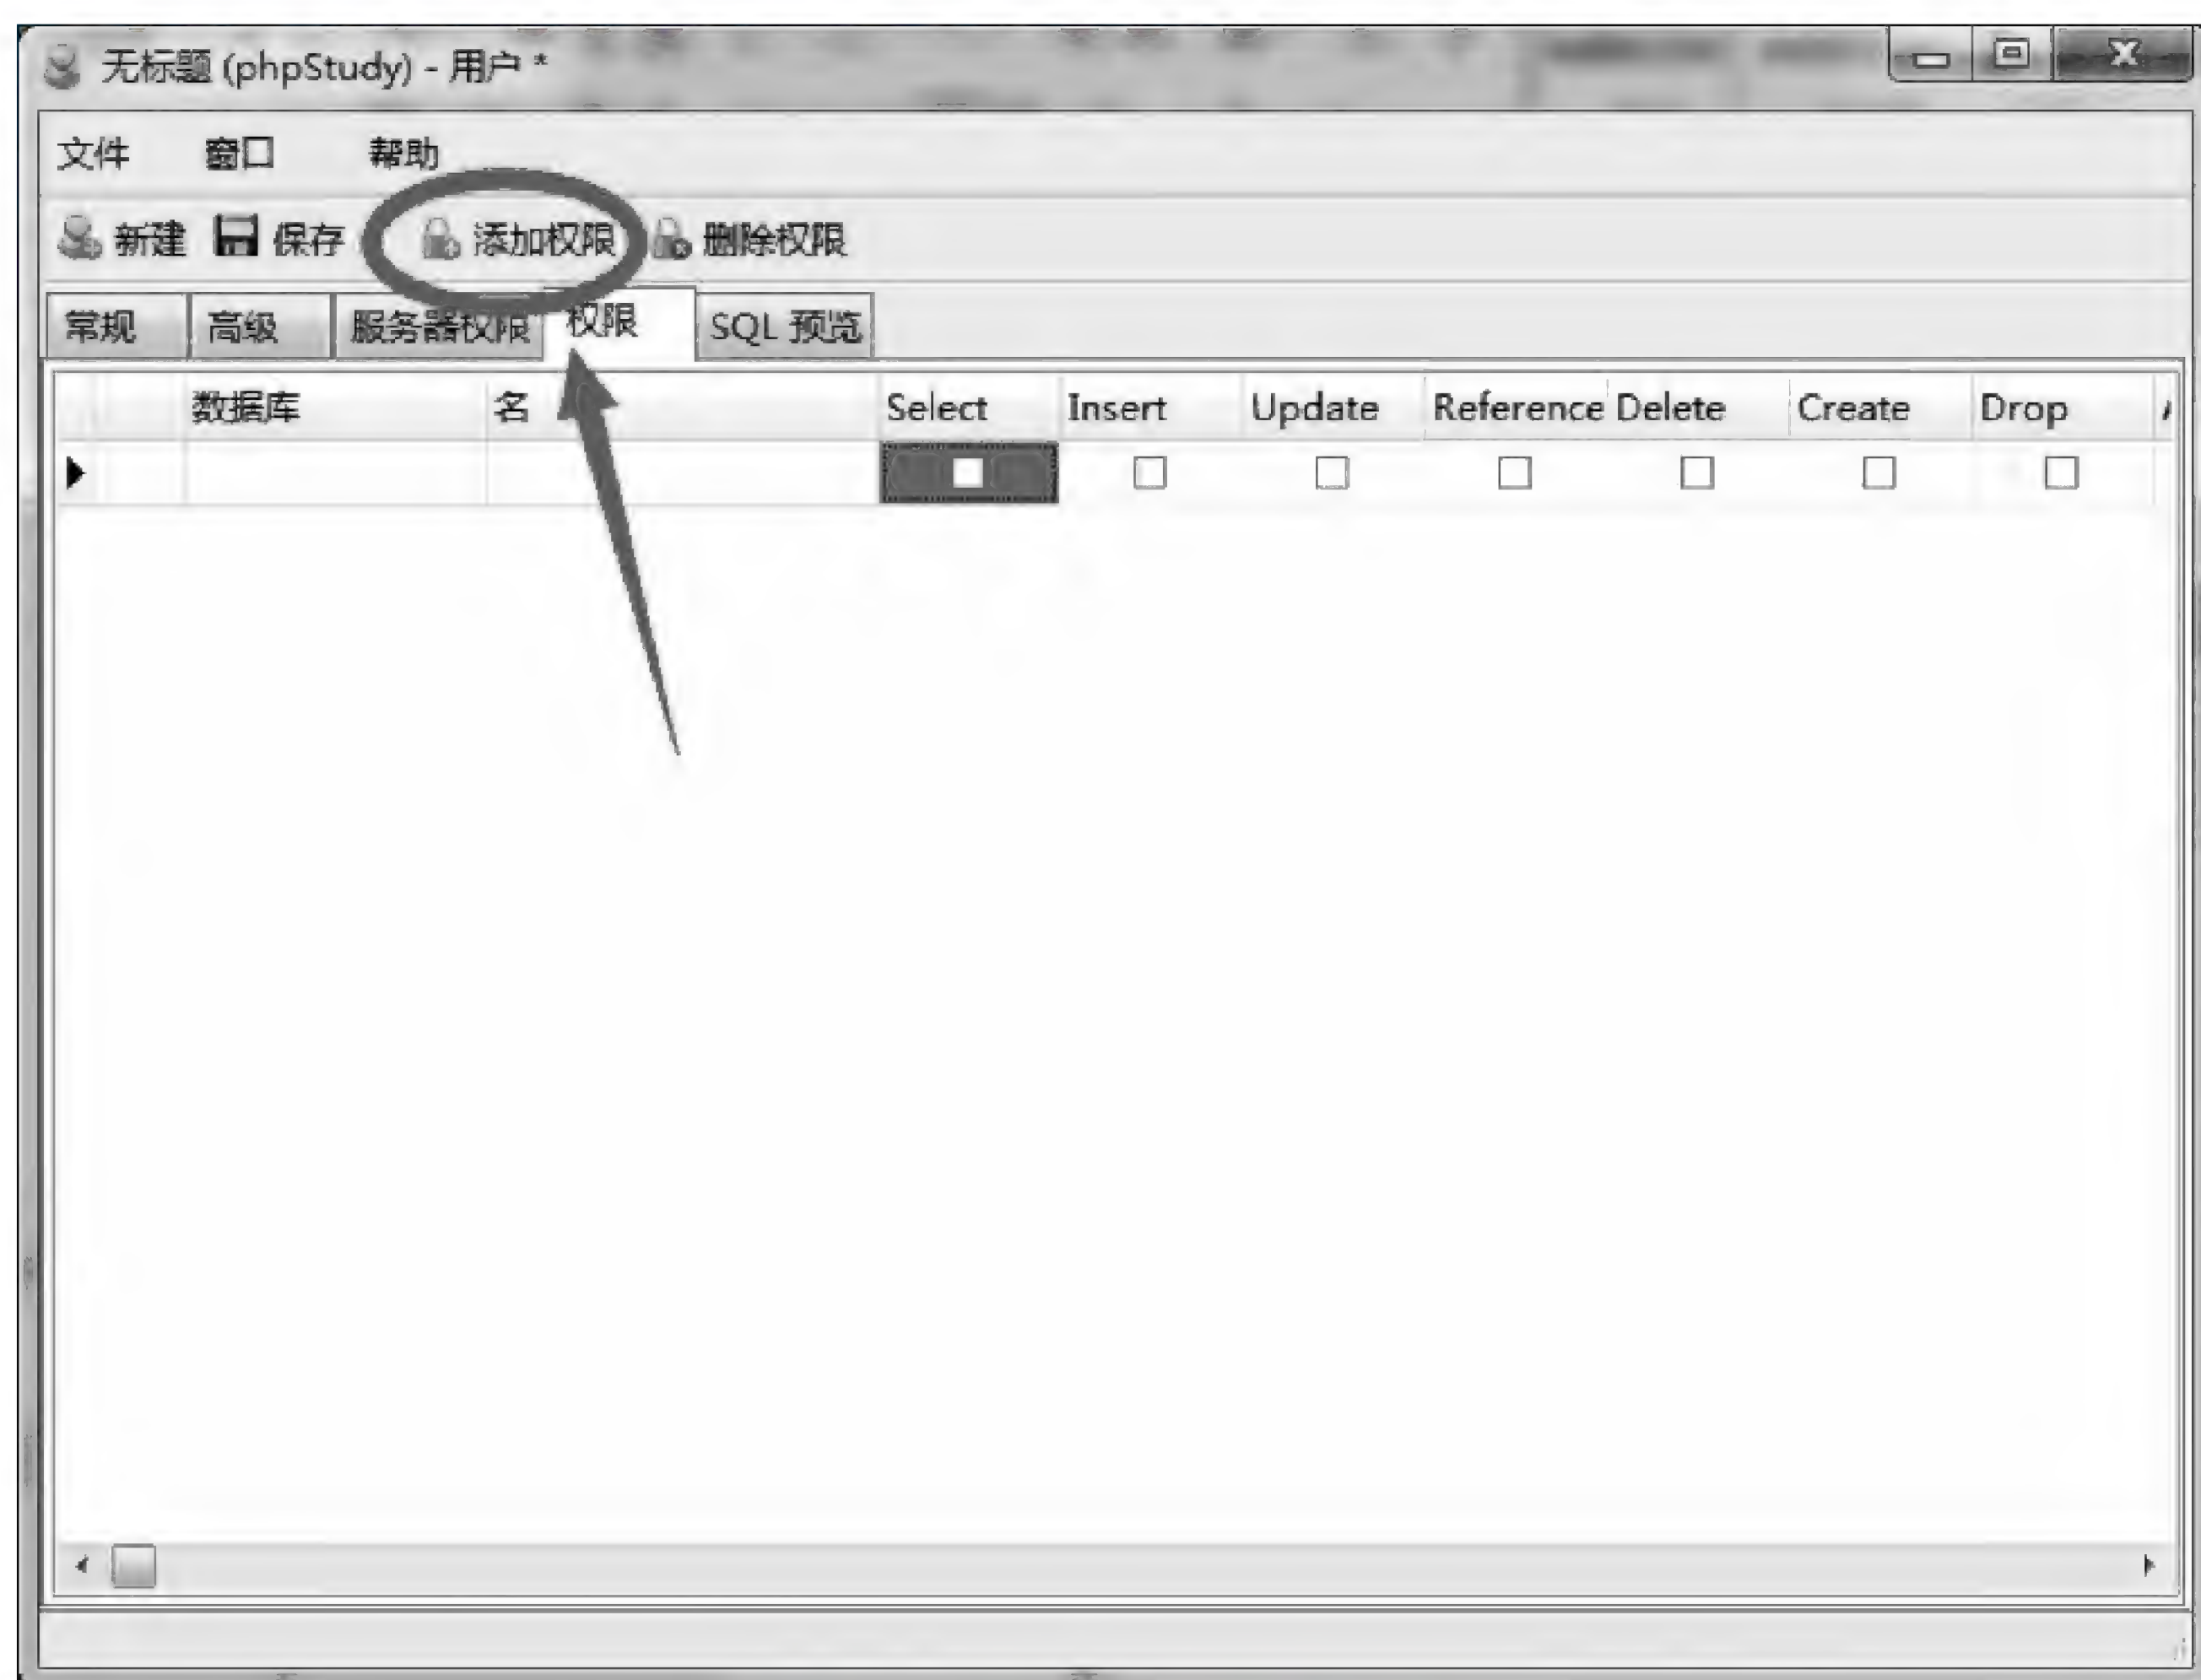 无标题 (phpStudy) - 用户 *
文件 窗口 帮助
新建 保存 添加权限 删除权限
常规 高级 服务器权限 权限 SQL 预览
数据库 名 Select Insert Update Reference Delete Create Drop